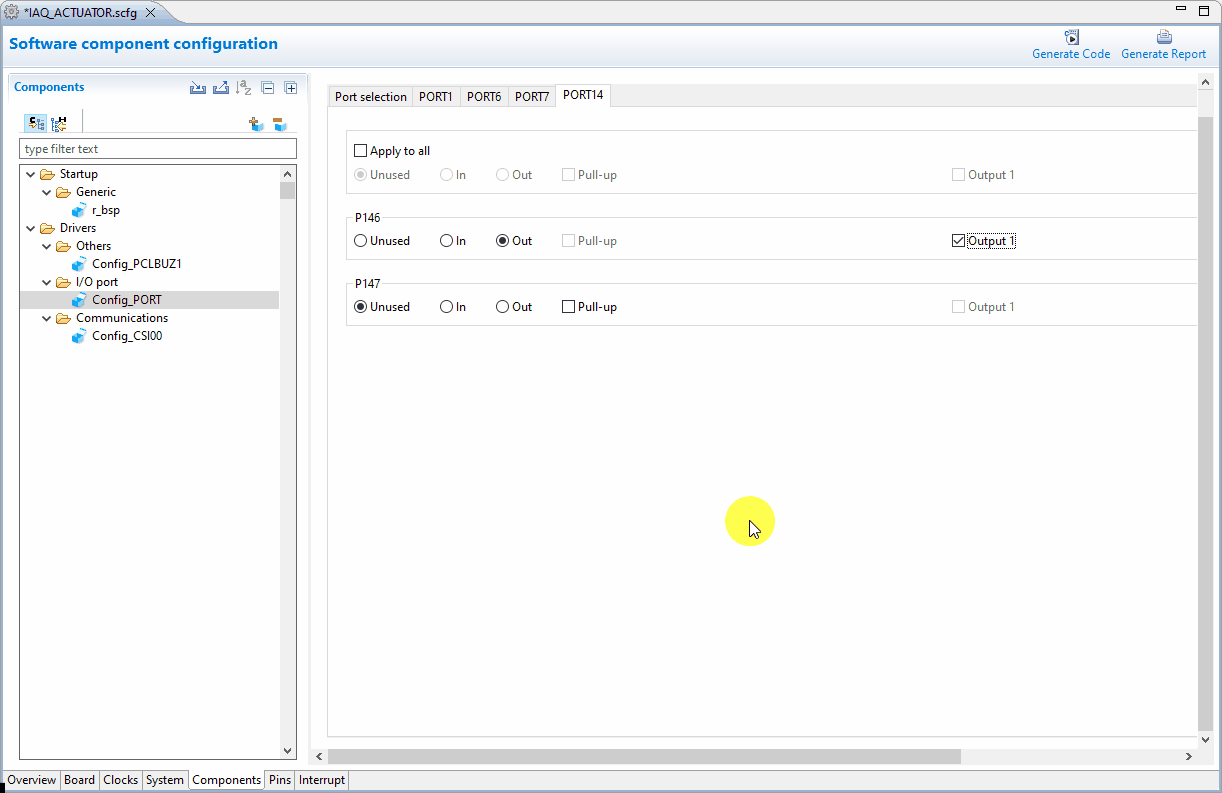 *IAQ_ACTUATOR.scfg
Software component configuration
Generate Code Generate Report
Components
type filter text
Startup
Generic
r_bsp
Drivers
Others
Config_PCLBUZ1
I/O port
Config_PORT
Communications
Config_CSI00
Port selection PORT1 PORT6 PORT7 PORT14
Apply to all
Unused In Out Pull-up Output 1
P146
Unused In Out Pull-up Output 1
P147
Unused In Out Pull-up Output 1
Overview Board Clocks System Components Pins Interrupt